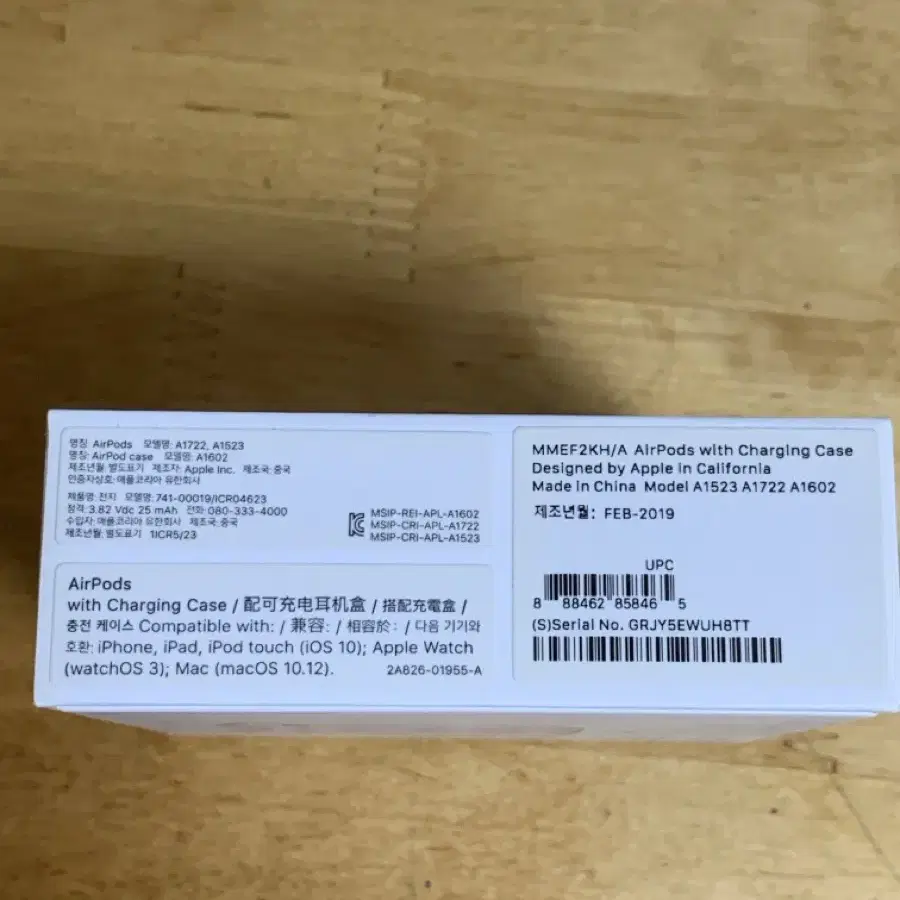 명칭: AirPods 모델명: A1722, A1523
명칭: AirPod case 모델명: A1602
제조년월: 별도표기 제조자: Apple Inc. 제조국: 중국
인증자상호: 애플코리아 유한회사
제품명: 전지 모델명: 741-00019/ICR04623
정격: 3.82 Vdc 25 mAh 전화: 080-333-4000
수입자: 애플코리아 유한회사 제조국: 중국
제조년월: 별도표기 1ICR5/23
MSIP-REI-APL-A1602
MSIP-CRI-APL-A1722
MSIP-CRI-APL-A1523
AirPods
with Charging Case / 配可充电耳机盒 / 搭配充電盒 /
충전 케이스 Compatible with: / 兼容: / 相容於: / 다음 기기와
호환: iPhone, iPad, iPod touch (iOS 10); Apple Watch
(watchOS 3); Mac (macOS 10.12).
2A826-01955-A
MMEF2KH/A AirPods with Charging Case
Designed by Apple in California
Made in China Model A1523 A1722 A1602
제조년월: FEB-2019
UPC
8 88462 85846 5
(S)Serial No. GRJY5EWUH8TT